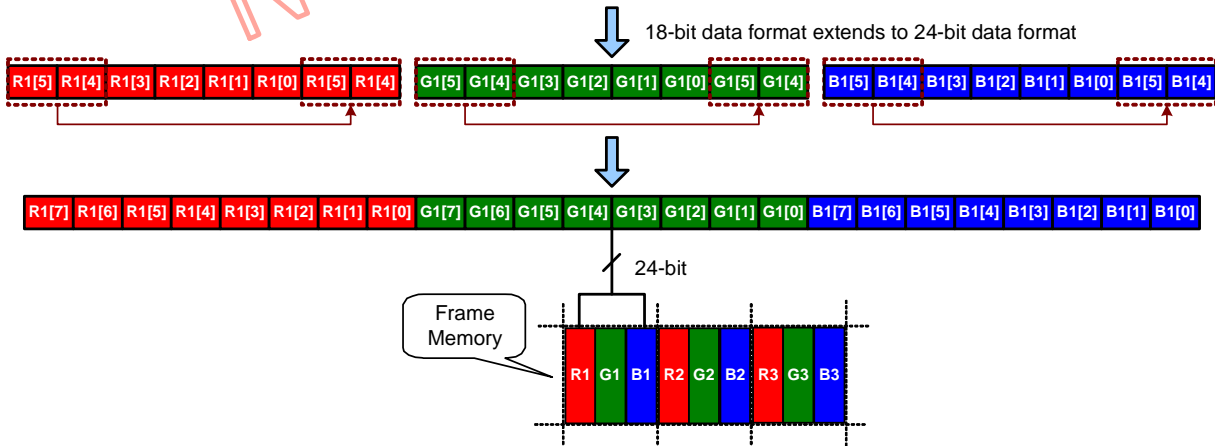 18-bit data format extends to 24-bit data format
R1[5] R1[4] R1[3] R1[2] R1[1] R1[0] R1[5] R1[4] G1[5] G1[4] G1[3] G1[2] G1[1] G1[0] G1[5] G1[4] B1[5] B1[4] B1[3] B1[2] B1[1] B1[0] B1[5] B1[4]
R1[7] R1[6] R1[5] R1[4] R1[3] R1[2] R1[1] R1[0] G1[7] G1[6] G1[5] G1[4] G1[3] G1[2] G1[1] G1[0] B1[7] B1[6] B1[5] B1[4] B1[3] B1[2] B1[1] B1[0]
24-bit
Frame
Memory
R1 G1 B1 R2 G2 B2 R3 G3 B3